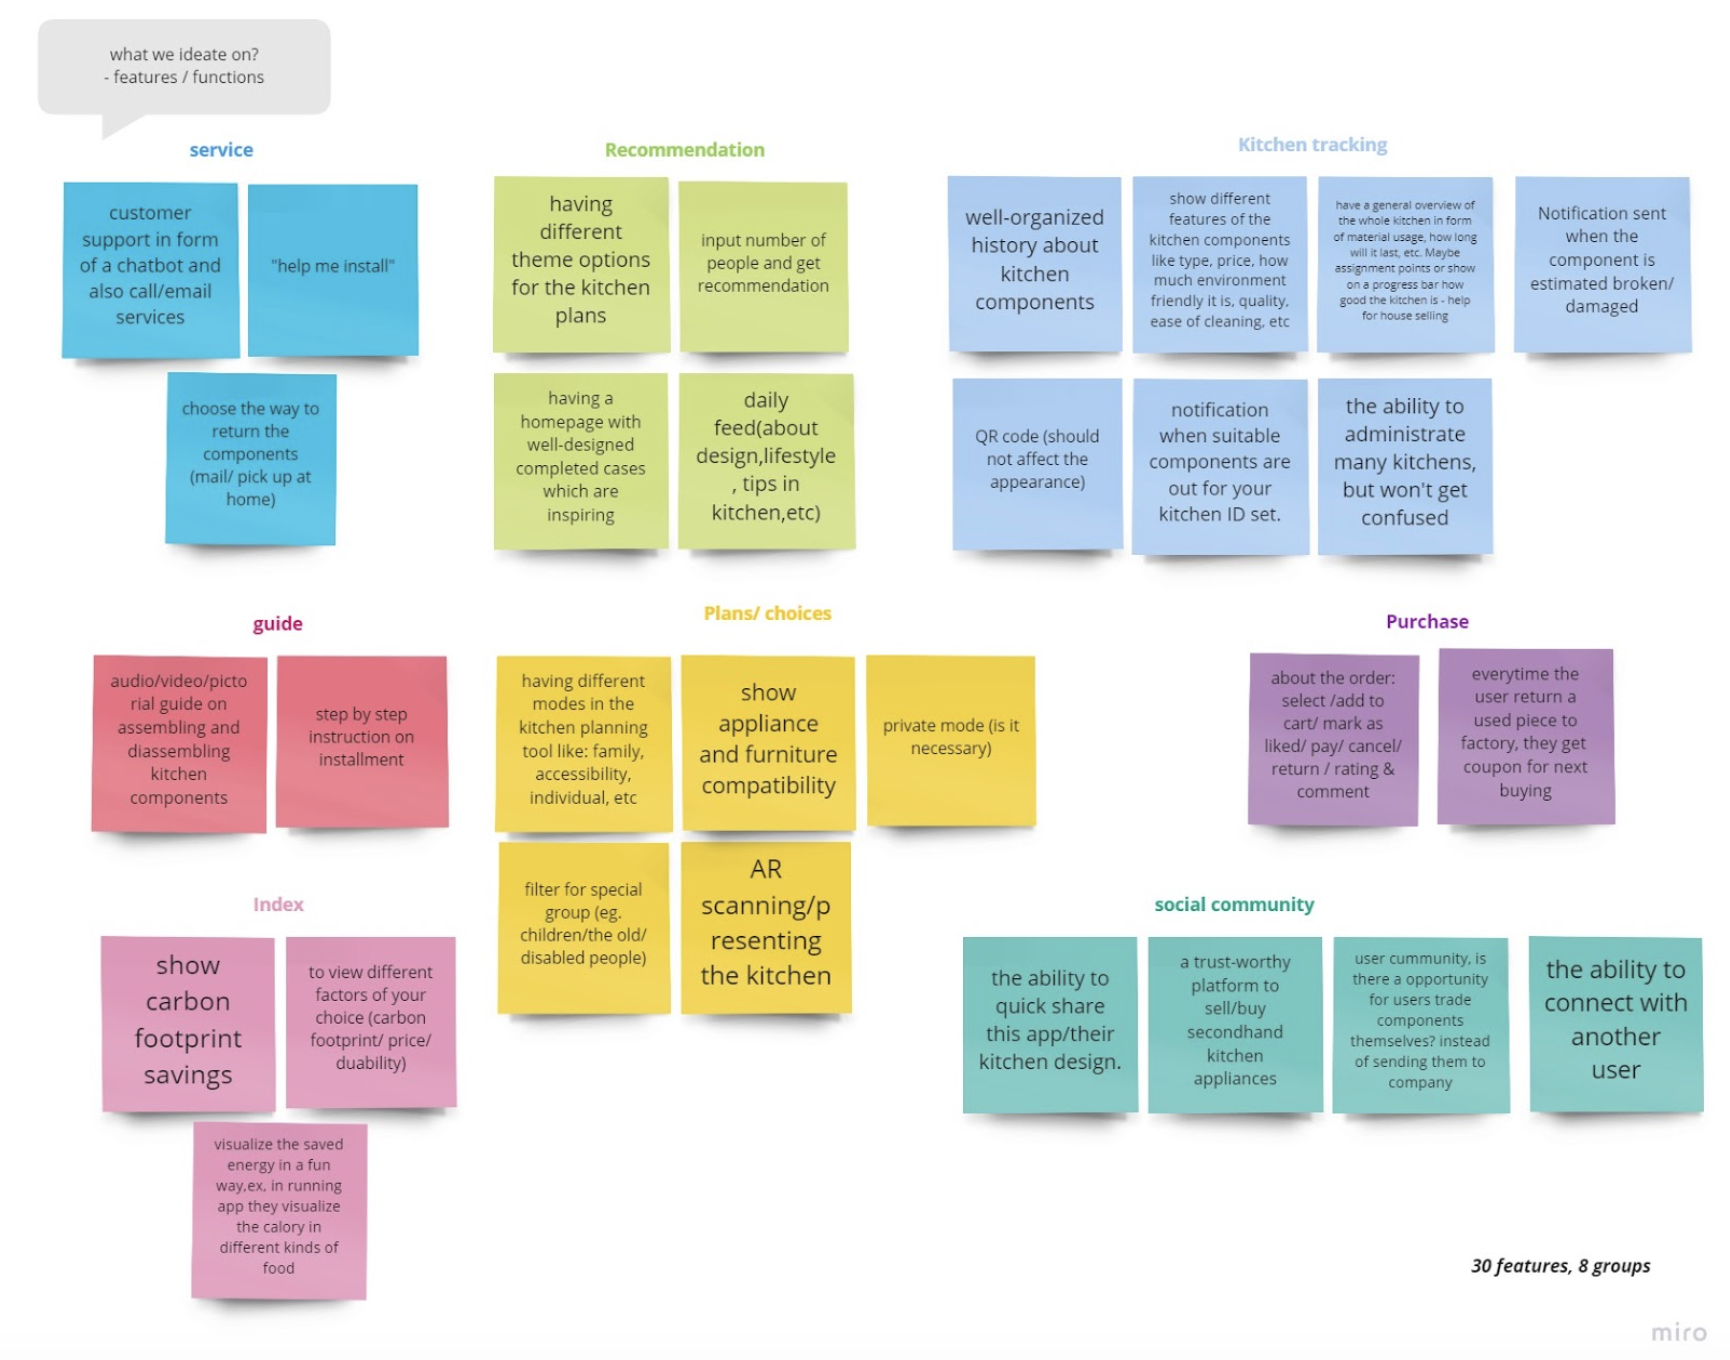 what we ideate on?
- features / functions
service
customer
support in form
of a chatbot and
also call/email
services
"help me install"
choose the way to
return the
components
(mail/ pick up at
home)
Recommendation
having
different
theme options
for the kitchen
plans
input number of
people and get
recommendation
having a
homepage with
well-designed
completed cases
which are
inspiring
daily
feed(about
design,lifestyle
, tips in
kitchen,etc)
Kitchen tracking
well-organized
history about
kitchen
components
show different
features of the
kitchen components
like type, price, how
much environment
friendly it is, quality,
ease of cleaning, etc
have a general overview of
the whole kitchen in form
of material usage, how long
will it last, etc. Maybe
assignment points or show
on a progress bar how
good the kitchen is - help
for house selling
Notification sent
when the
component is
estimated broken/
damaged
QR code (should
not affect the
appearance)
notification
when suitable
components are
out for your
kitchen ID set.
the ability to
administrate
many kitchens,
but won't get
confused
guide
audio/video/picto
rial guide on
assembling and
diassembling
kitchen
components
step by step
instruction on
installment
Plans/ choices
having different
modes in the
kitchen planning
tool like: family,
accessibility,
individual, etc
show
appliance
and furniture
compatibility
private mode (is it
necessary)
filter for special
group (eg.
children/the old/
disabled people)
AR
scanning/p
resenting
the kitchen
Purchase
about the order:
select /add to
cart/ mark as
liked/ pay/ cancel/
return / rating &
comment
everytime the
user return a
used piece to
factory, they get
coupon for next
buying
Index
show
carbon
footprint
savings
to view different
factors of your
choice (carbon
footprint/ price/
duability)
visualize the saved
energy in a fun
way,ex, in running
app they visualize
the calory in
different kinds of
food
social community
the ability to
quick share
this app/their
kitchen design.
a trust-worthy
platform to
sell/buy
secondhand
kitchen
appliances
user cummunity, is
there a opportunity
for users trade
components
themselves? instead
of sending them to
company
the ability to
connect with
another
user
30 features, 8 groups
miro